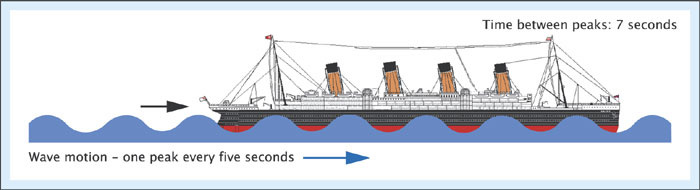 Time between peaks: 7 seconds
Wave motion – one peak every five seconds